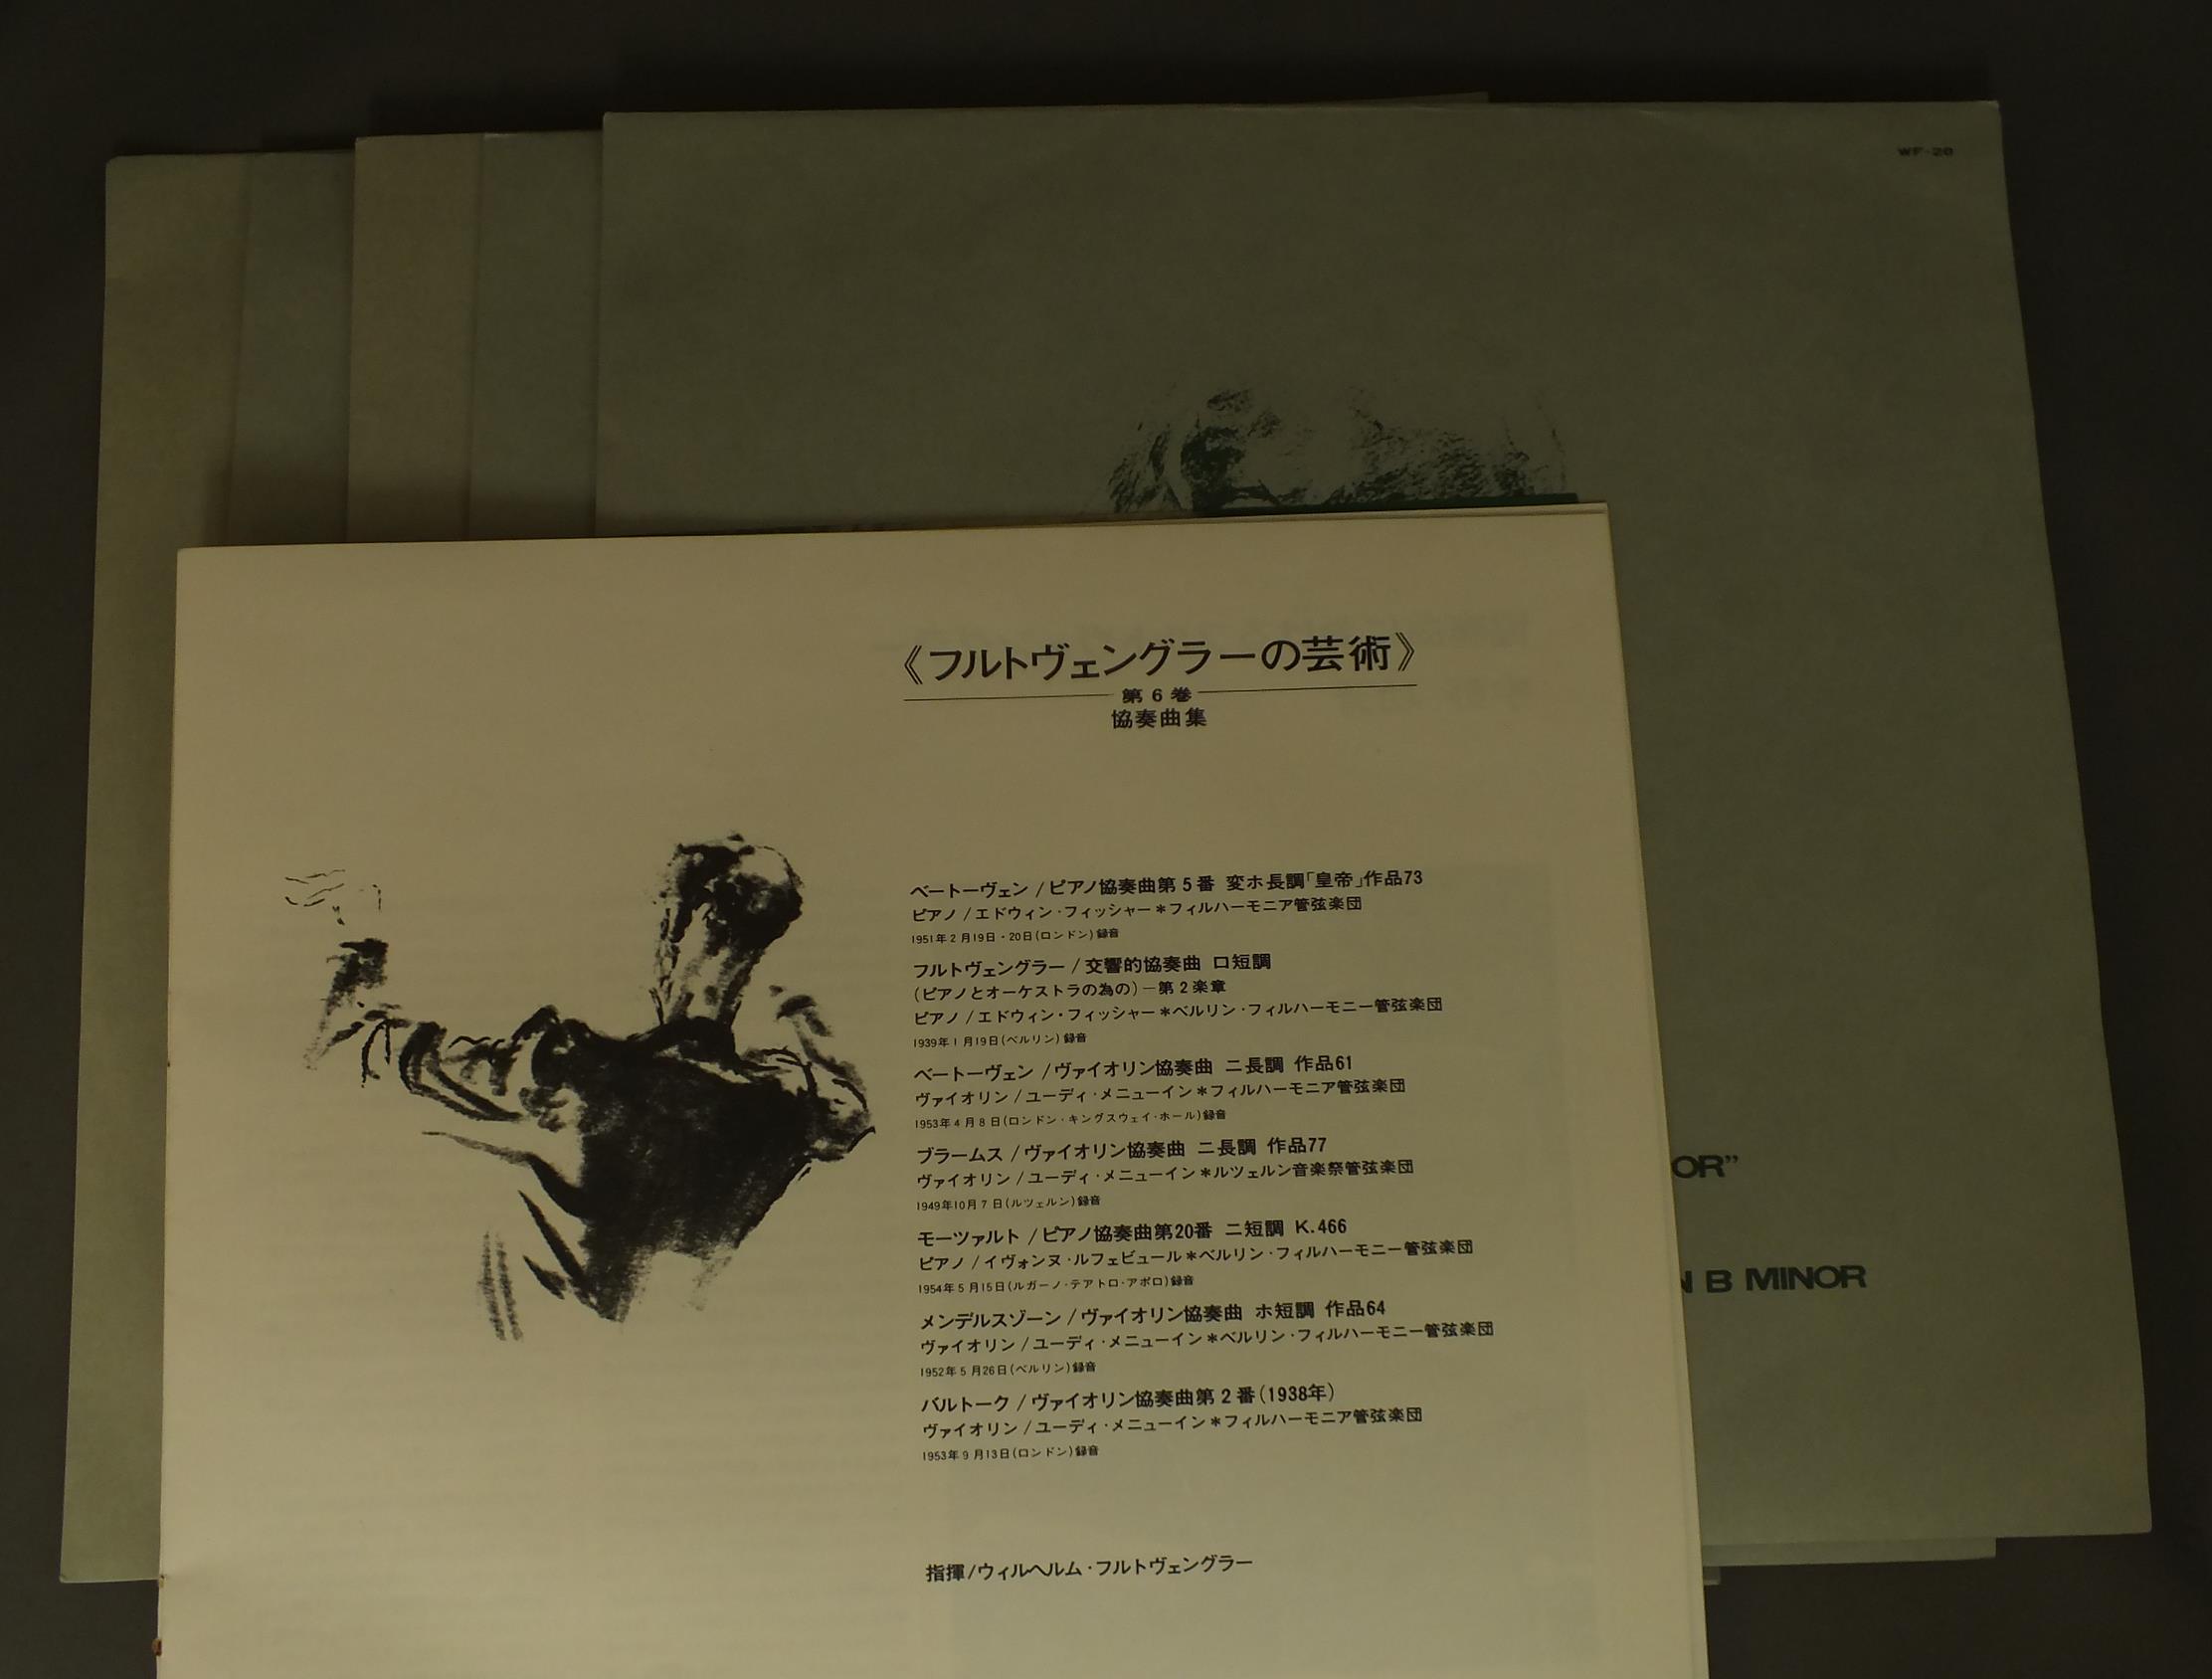 WF-20
《フルトヴェングラーの芸術》
第6巻
協奏曲集
ベートーヴェン/ピアノ協奏曲第5番 変ホ長調「皇帝」作品73
ピアノ/エドウィン・フィッシャー*フィルハーモニア管弦楽団
1951年2月19日・20日(ロンドン)録音
フルトヴェングラー/交響的協奏曲 ロ短調
(ピアノとオーケストラの為の)―第2楽章
ピアノ/エドウィン・フィッシャー*ベルリン・フィルハーモニー管弦楽団
1939年1月19日(ベルリン)録音
ベートーヴェン/ヴァイオリン協奏曲 ニ長調 作品61
ヴァイオリン/ユーディ・メニューイン*フィルハーモニア管弦楽団
1953年4月8日(ロンドン・キングスウェイ・ホール)録音
ブラームス/ヴァイオリン協奏曲 ニ長調 作品77
ヴァイオリン/ユーディ・メニューイン*ルツェルン音楽祭管弦楽団
1949年10月7日(ルツェルン)録音
モーツァルト/ピアノ協奏曲第20番 ニ短調 K.466
ピアノ/イヴォンヌ・ルフェビュール*ベルリン・フィルハーモニー管弦楽団
1954年5月15日(ルガーノ・テアトロ・アポロ)録音
メンデルスゾーン/ヴァイオリン協奏曲 ホ短調 作品64
ヴァイオリン/ユーディ・メニューイン*ベルリン・フィルハーモニー管弦楽団
1952年5月26日(ベルリン)録音
バルトーク/ヴァイオリン協奏曲第2番(1938年)
ヴァイオリン/ユーディ・メニューイン*フィルハーモニア管弦楽団
1953年9月13日(ロンドン)録音
指揮/ウィルヘルム・フルトヴェングラー
OR”
N B MINOR